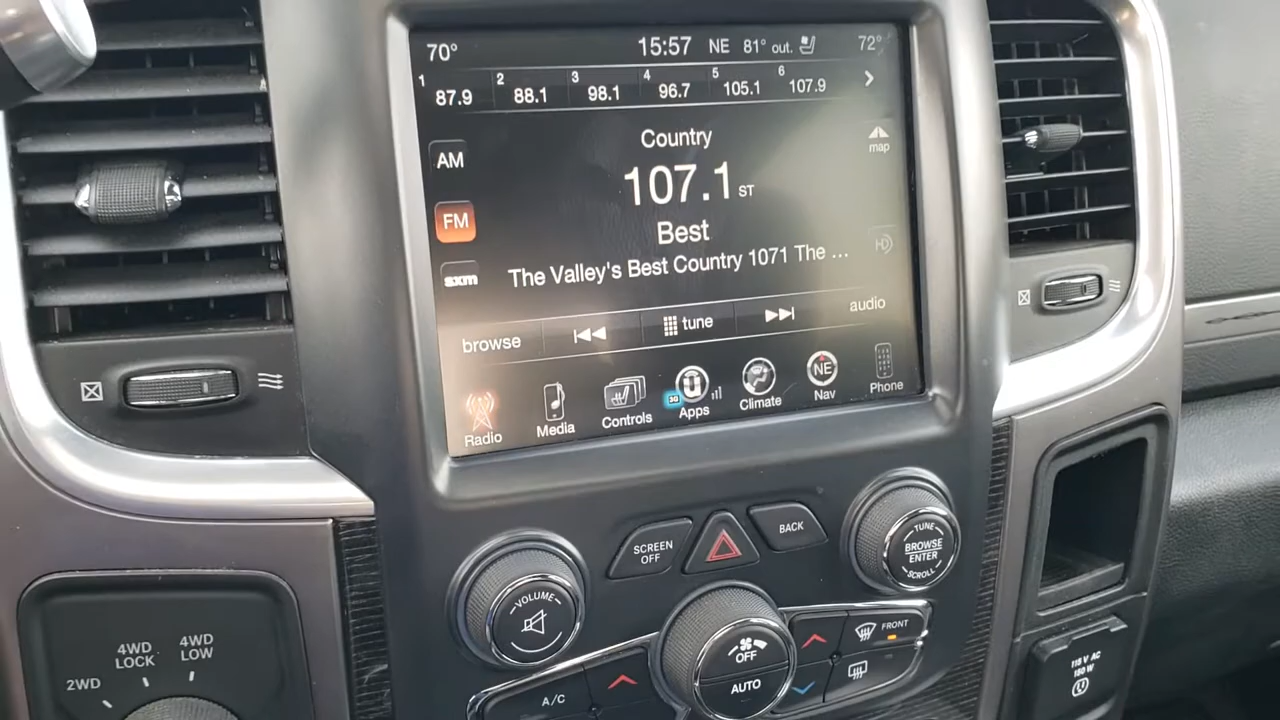 70° 15:57 NE 81° out. 72°
1 87.9 2 88.1 3 98.1 4 96.7 5 105.1 6 107.9
Country
map
AM
107.1 ST
FM
Best
HD
sxm
The Valley's Best Country 1071 The ...
browse tune audio
Radio Media Controls 3G Apps Climate NE Nav Phone
SCREEN
OFF
BACK
TUNE
BROWSE
ENTER
SCROLL
VOLUME
OFF
AUTO
FRONT
A/C
4WD
LOCK
4WD
LOW
2WD
115 V AC
150 W